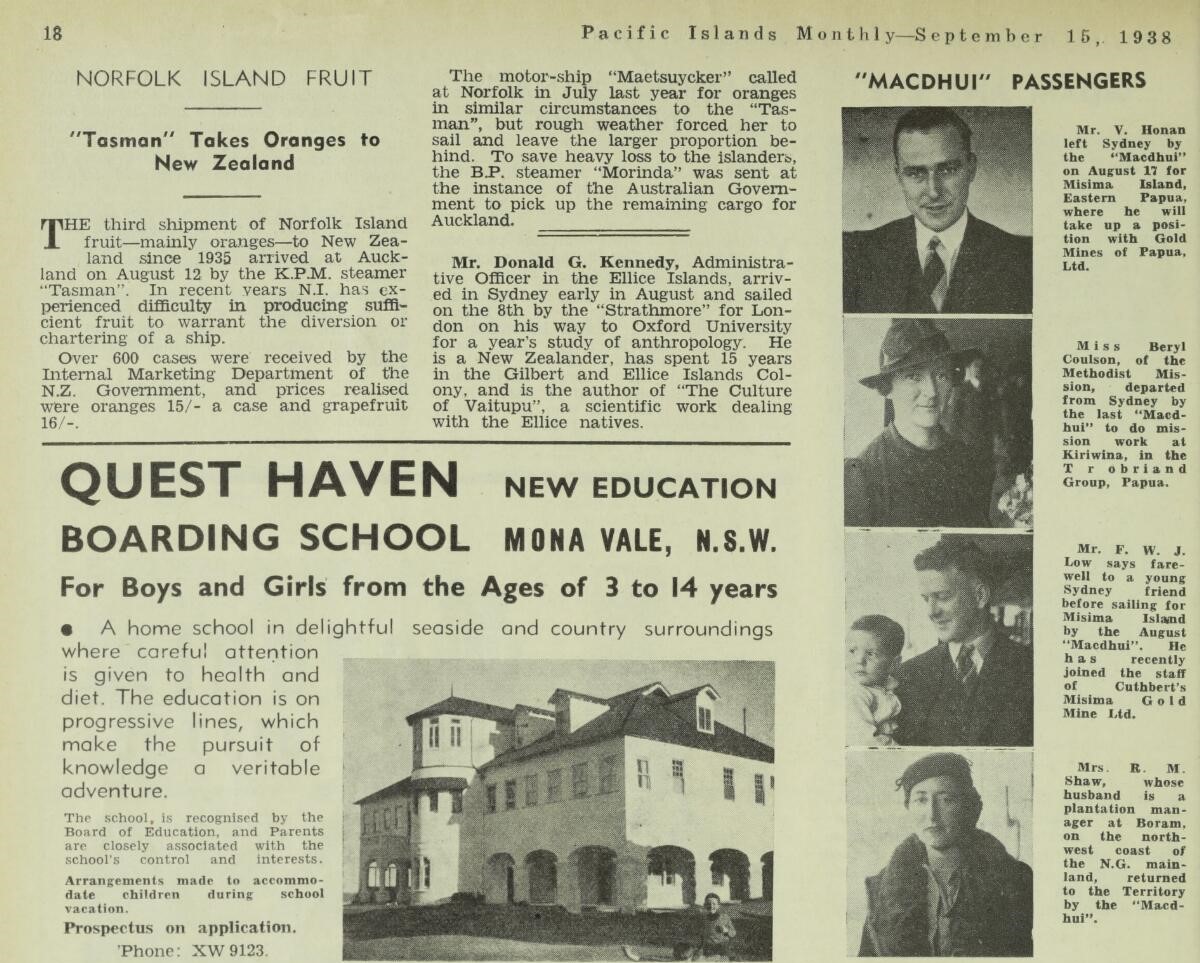 18
Pacific Islands Monthly—September 15, 1938
NORFOLK ISLAND FRUIT
"Tasman" Takes Oranges to
New Zealand
THE third shipment of Norfolk Island
fruit—mainly oranges—to New Zea-
land since 1935 arrived at Auck-
land on August 12 by the K.P.M. steamer
"Tasman". In recent years N.I. has ex-
perienced difficulty in producing suffi-
cient fruit to warrant the diversion or
chartering of a ship.
Over 600 cases were received by the
Internal Marketing Department of the
N.Z. Government, and prices realised
were oranges 15/- a case and grapefruit
16/-.
The motor-ship "Maetsuycker" called
at Norfolk in July last year for oranges
in similar circumstances to the "Tas-
man", but rough weather forced her to
sail and leave the larger proportion be-
hind. To save heavy loss to the islanders,
the B.P. steamer "Morinda" was sent at
the instance of the Australian Govern-
ment to pick up the remaining cargo for
Auckland.
Mr. Donald G. Kennedy, Administra-
tive Officer in the Ellice Islands, arriv-
ed in Sydney early in August and sailed
on the 8th by the "Strathmore" for Lon-
don on his way to Oxford University
for a year's study of anthropology. He
is a New Zealander, has spent 15 years
in the Gilbert and Ellice Islands Col-
ony, and is the author of "The Culture
of Vaitupu", a scientific work dealing
with the Ellice natives.
QUEST HAVEN NEW EDUCATION
BOARDING SCHOOL MONA VALE, N.S.W.
For Boys and Girls from the Ages of 3 to 14 years
● A home school in delightful seaside and country surroundings
where careful attention
is given to health and
diet. The education is on
progressive lines, which
make the pursuit of
knowledge a veritable
adventure.
The school, is recognised by the
Board of Education, and Parents
are closely associated with the
school's control and interests.
Arrangements made to accommo-
date children during school
vacation.
Prospectus on application.
'Phone: XW 9123.
"MACDHUI" PASSENGERS
Mr. V. Honan
left Sydney by
the "Macdhui"
on August 17 for
Misima Island,
Eastern Papua,
where he will
take up a posi-
tion with Gold
Mines of Papua,
Ltd.
Miss Beryl
Coulson, of the
Methodist Mis-
sion, departed
from Sydney by
the last "Macd-
hui" to do mis-
sion work at
Kiriwina, in the
Trobriand
Group, Papua.
Mr. F. W. J.
Low says fare-
well to a young
Sydney friend
before sailing for
Misima Island
by the August
"Macdhui". He
has recently
joined the staff
of Cuthbert's
Misima Gold
Mine Ltd.
Mrs. R. M.
Shaw, whose
husband is a
plantation man-
ager at Boram,
on the north-
west coast of
the N.G. main-
land, returned
to the Territory
by the "Macd-
hui".